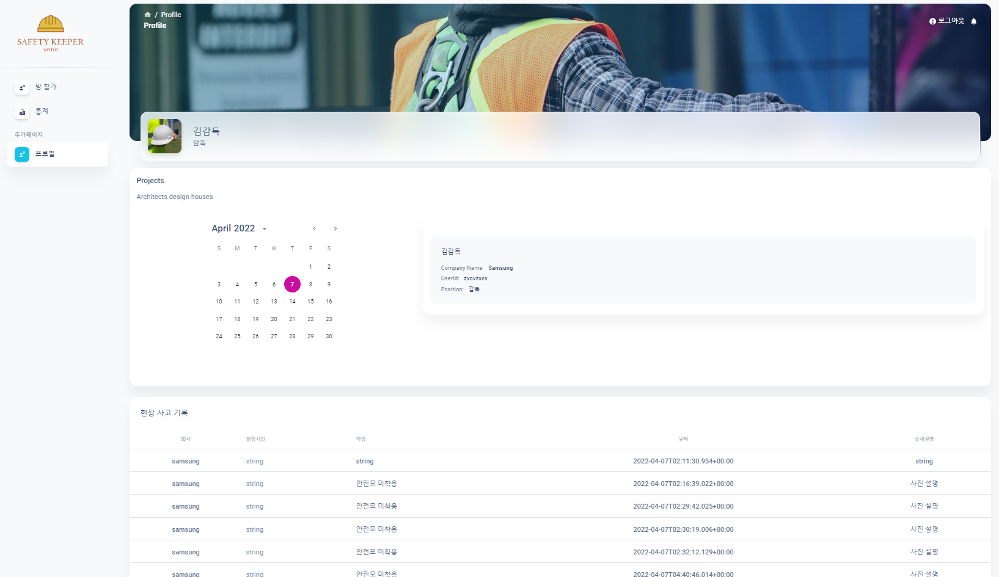 SAFETY KEEPER
vono
방 참가
통계
추가페이지
프로필
/ Profile
Profile
로그아웃
김감독
감독
Projects
Architects design houses
April 2022
S M T W T F S
1 2
3 4 5 6 7 8 9
10 11 12 13 14 15 16
17 18 19 20 21 22 23
24 25 26 27 28 29 30
김감독
Company Name: Samsung
UserId: zxcvzxcv
Position: 감독
현장 사고 기록
회사 현장사진 타입 날짜 상세설명
samsung string string 2022-04-07T02:11:30.954+00:00 string
samsung string 안전모 미착용 2022-04-07T02:16:39.022+00:00 사진 설명
samsung string 안전모 미착용 2022-04-07T02:29:42.025+00:00 사진 설명
samsung string 안전모 미착용 2022-04-07T02:30:19.006+00:00 사진 설명
samsung string 안전모 미착용 2022-04-07T02:32:12.129+00:00 사진 설명
samsung string 안전모 미착용 2022-04-07T04:40:46.014+00:00 사진 설명